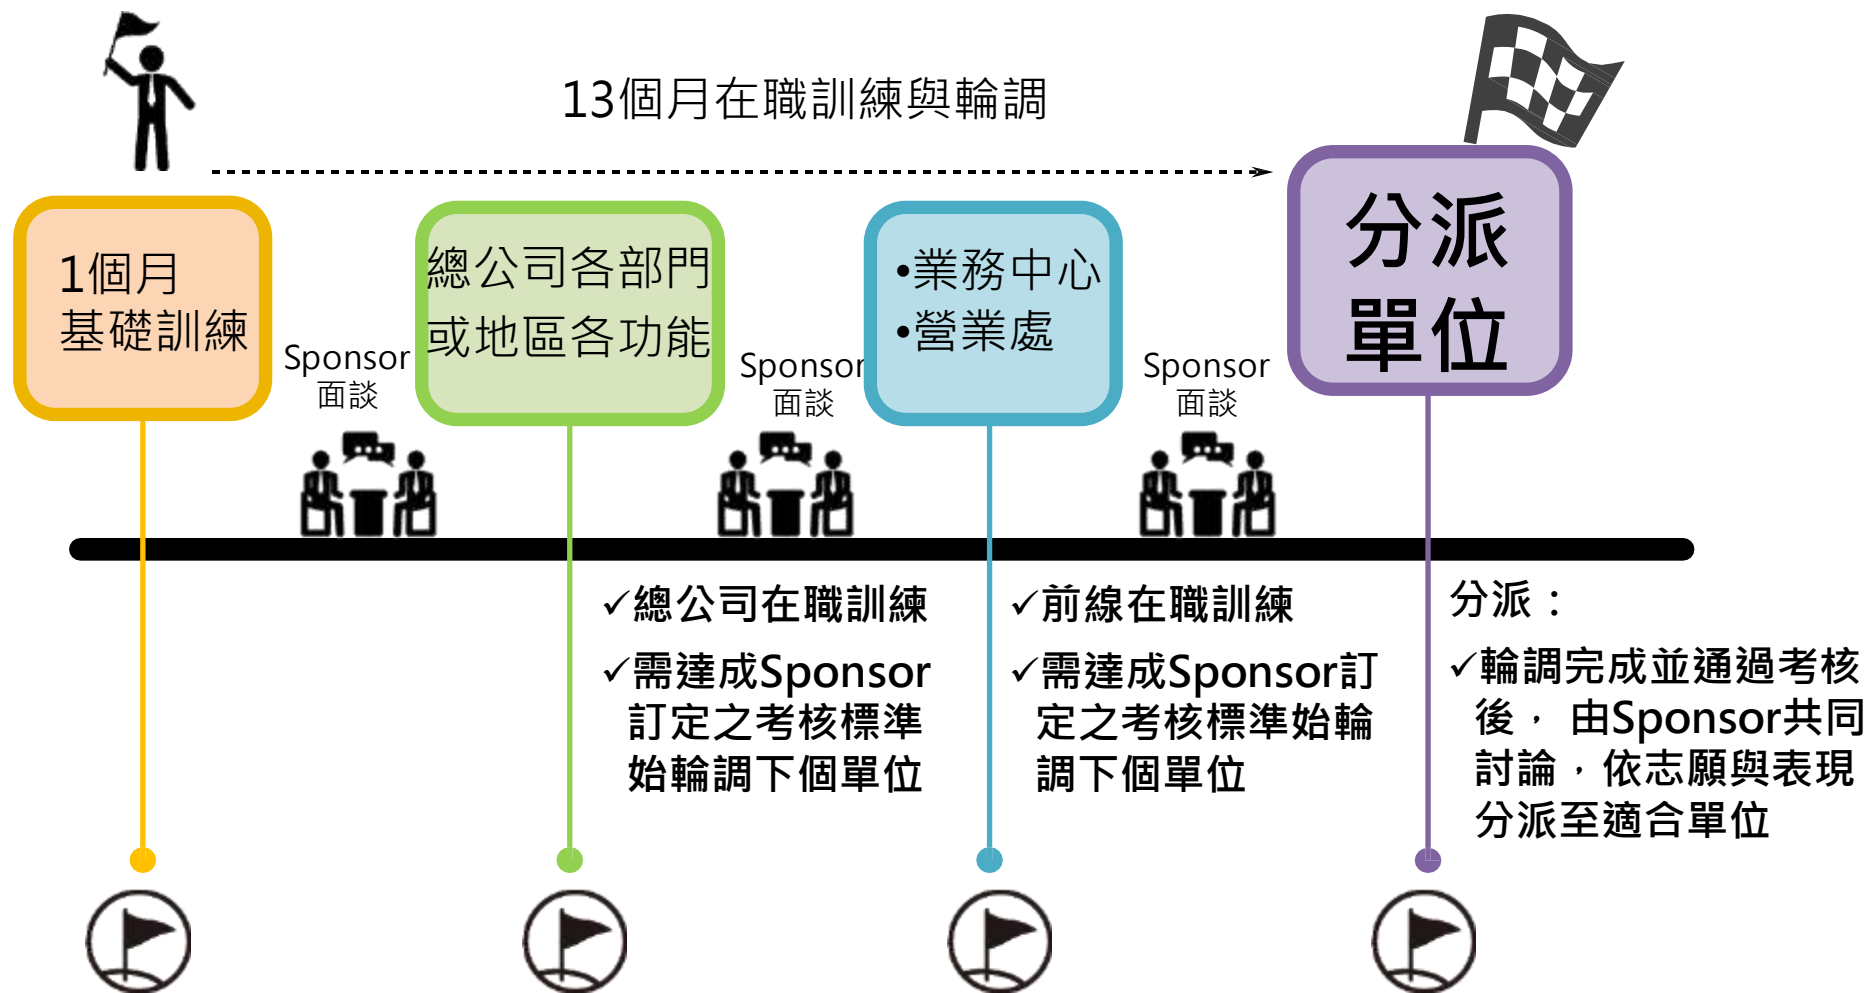 13個月在職訓練與輪調
1個月
基礎訓練
Sponsor
面談
總公司各部門
或地區各功能
Sponsor
面談
•業務中心
•營業處
Sponsor
面談
分派
單位
✓總公司在職訓練
✓需達成Sponsor
訂定之考核標準
始輪調下個單位
✓前線在職訓練
✓需達成Sponsor訂
定之考核標準始輪
調下個單位
分派：
✓輪調完成並通過考核
後， 由Sponsor共同
討論，依志願與表現
分派至適合單位